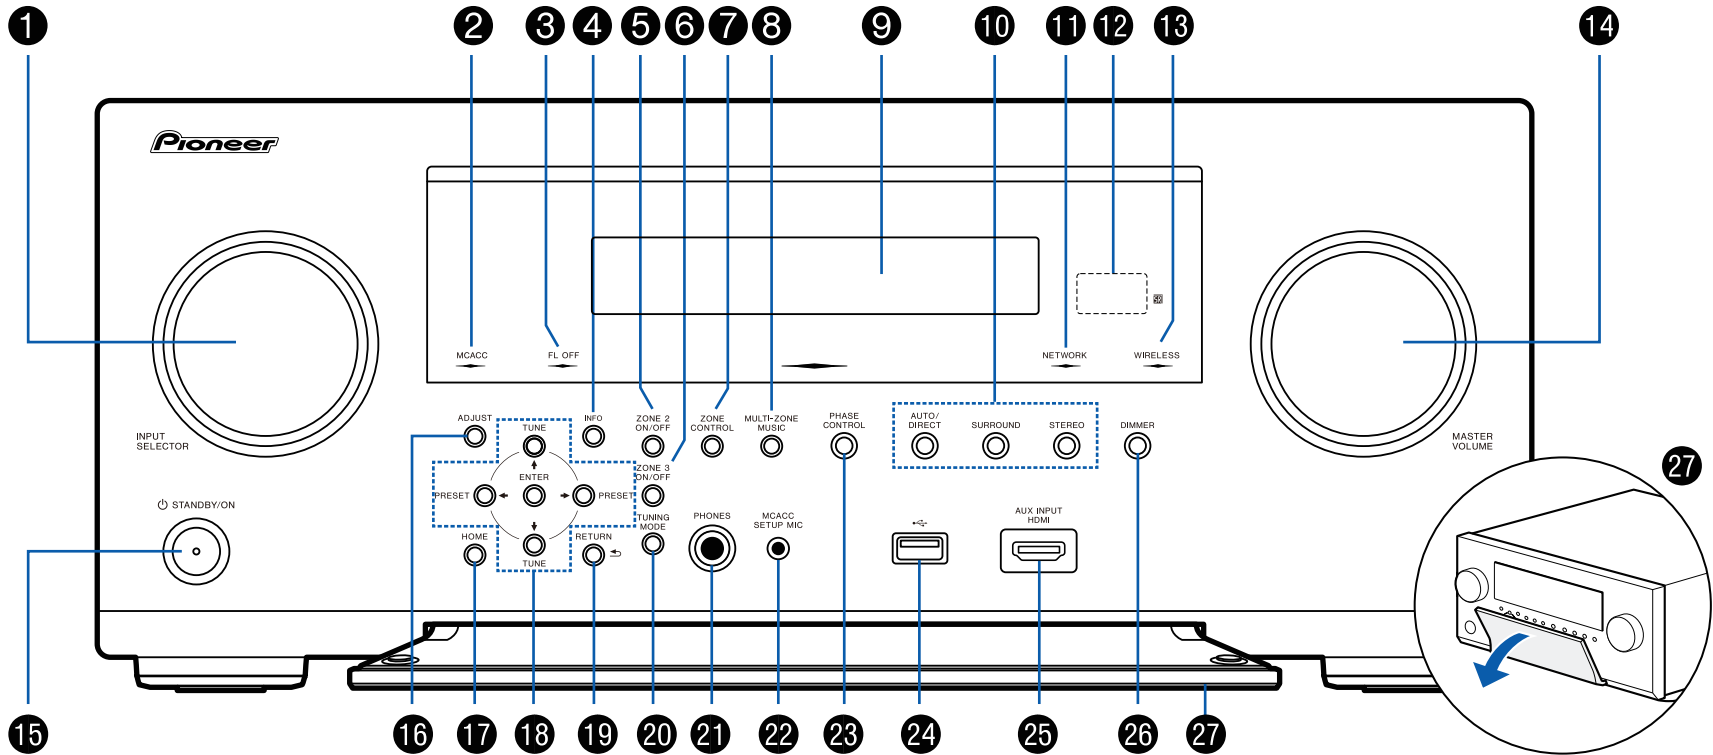 1 2 3 4 5 6 7 8 9 10 11 12 13 14
Pioneer
MCACC FL OFF NETWORK WIRELESS
INPUT
SELECTOR
ADJUST
TUNE
INFO
ZONE 2
ON/OFF
ZONE
CONTROL
MULTI-ZONE
MUSIC
PHASE
CONTROL
AUTO/
DIRECT
SURROUND
STEREO
DIMMER
MASTER
VOLUME
27
PRESET
ENTER
PRESET
ZONE 3
ON/OFF
STANDBY/ON
HOME
TUNE
RETURN
TUNING
MODE
PHONES
MCACC
SETUP MIC
AUX INPUT
HDMI
15 16 17 18 19 20 21 22 23 24 25 26 27